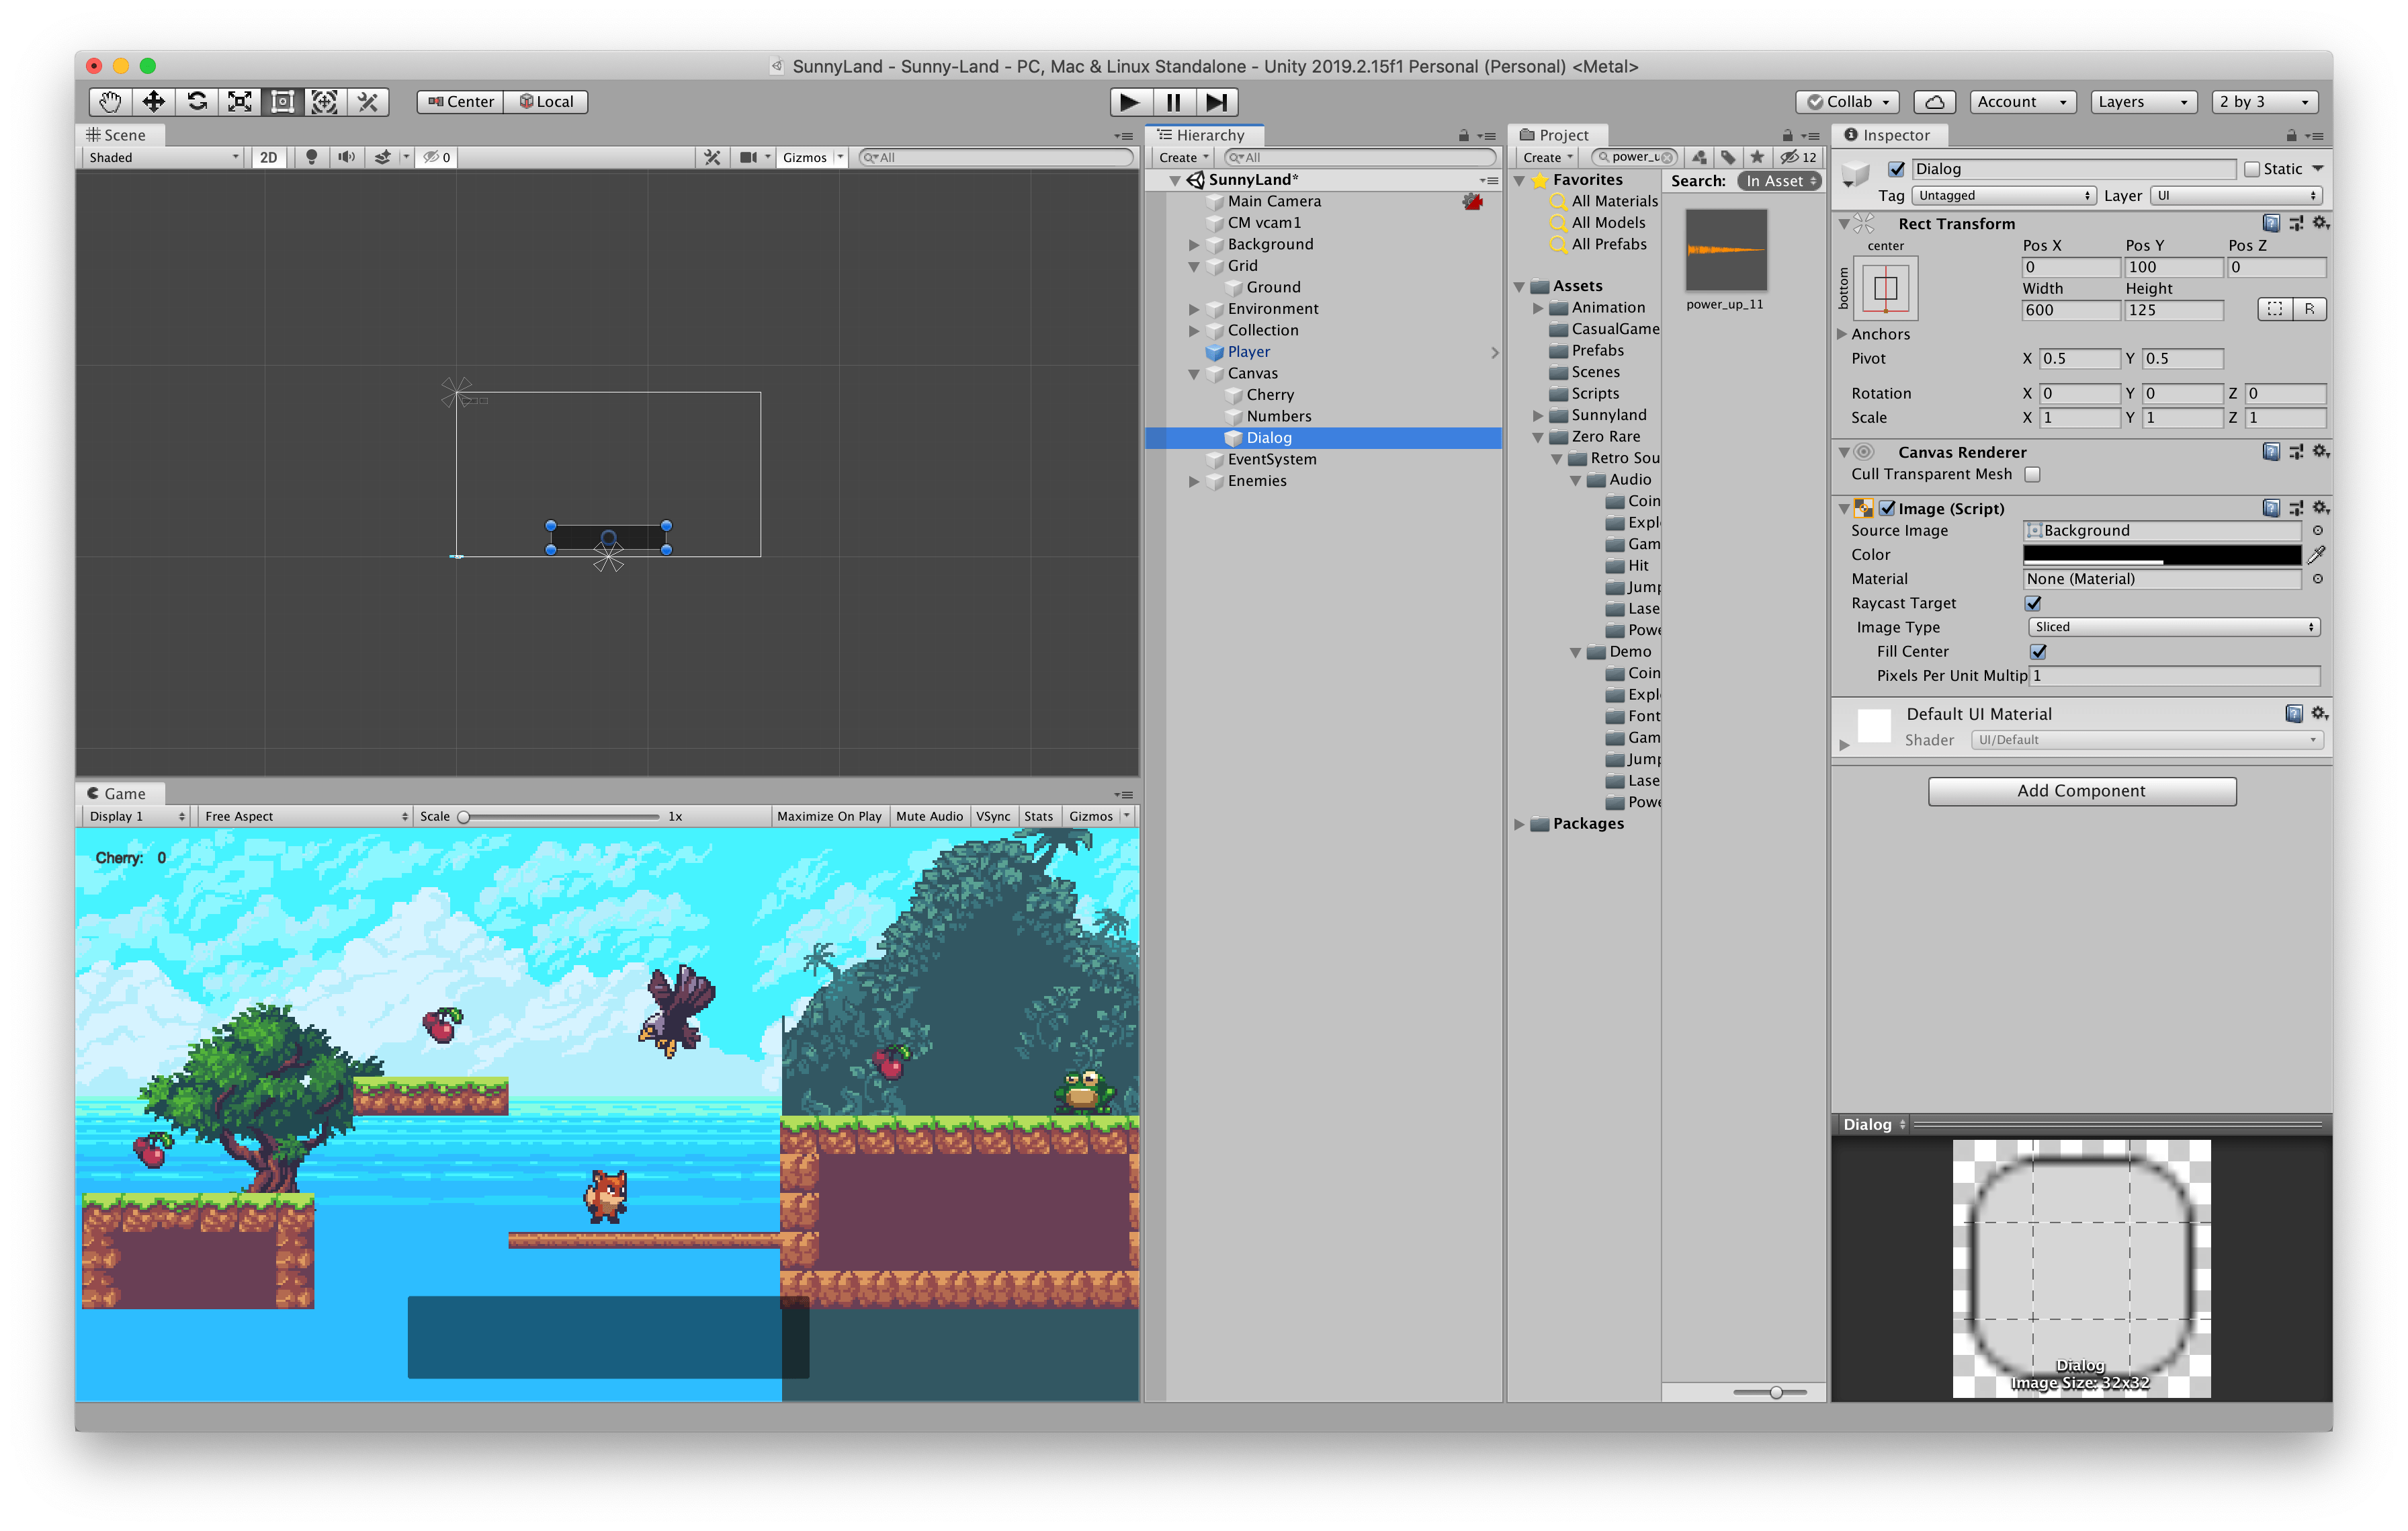 SunnyLand - Sunny-Land - PC, Mac & Linux Standalone - Unity 2019.2.15f1 Personal (Personal) <Metal>
Center Local Collab Account Layers 2 by 3
Scene
Shaded 2D 0 Gizmos All
Hierarchy
Create All
SunnyLand*
Main Camera
CM vcam1
Background
Grid
Ground
Environment
Collection
Player
Canvas
Cherry
Numbers
Dialog
EventSystem
Enemies
Project
Create power_u 12
Favorites
All Materials
All Models
All Prefabs
Assets
Animation
CasualGame
Prefabs
Scenes
Scripts
Sunnyland
Zero Rare
Retro Sou
Audio
Coin
Expl
Gam
Hit
Jump
Lase
Powe
Demo
Coin
Expl
Font
Gam
Jump
Lase
Powe
Packages
Search: In Asset
power_up_11
Inspector
Dialog Static
Tag Untagged Layer UI
Rect Transform
center Pos X Pos Y Pos Z
bottom 0 100 0
Width Height
600 125 R
Anchors
Pivot X 0.5 Y 0.5
Rotation X 0 Y 0 Z 0
Scale X 1 Y 1 Z 1
Canvas Renderer
Cull Transparent Mesh
Image (Script)
Source Image Background
Color
Material None (Material)
Raycast Target
Image Type Sliced
Fill Center
Pixels Per Unit Multip 1
Default UI Material
Shader UI/Default
Add Component
Game
Display 1 Free Aspect Scale 1x Maximize On Play Mute Audio VSync Stats Gizmos
Cherry: 0
Dialog
Dialog
Image Size: 32x32